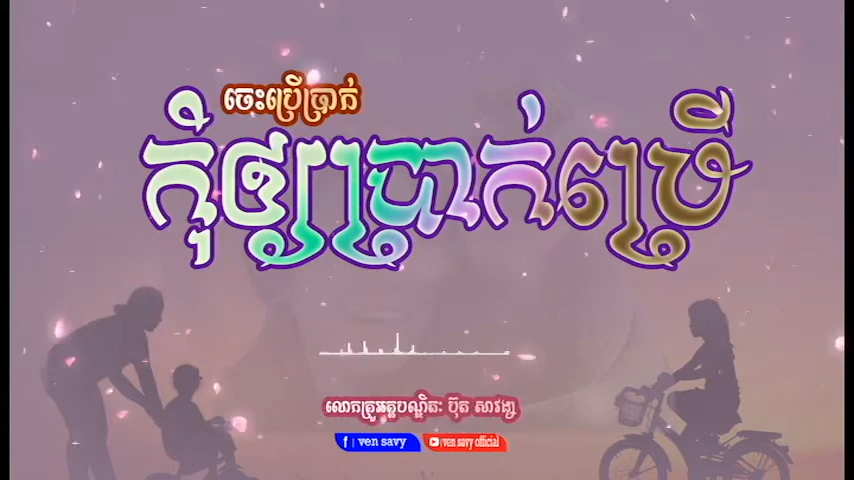 ចេះប្រើប្រាក់
កុំឲ្យប្រាក់ប្រើ
លោកគ្រូអគ្គបណ្ឌិតៈ ប៊ុត សាវង្ស
f | ven savy
/ven savy official